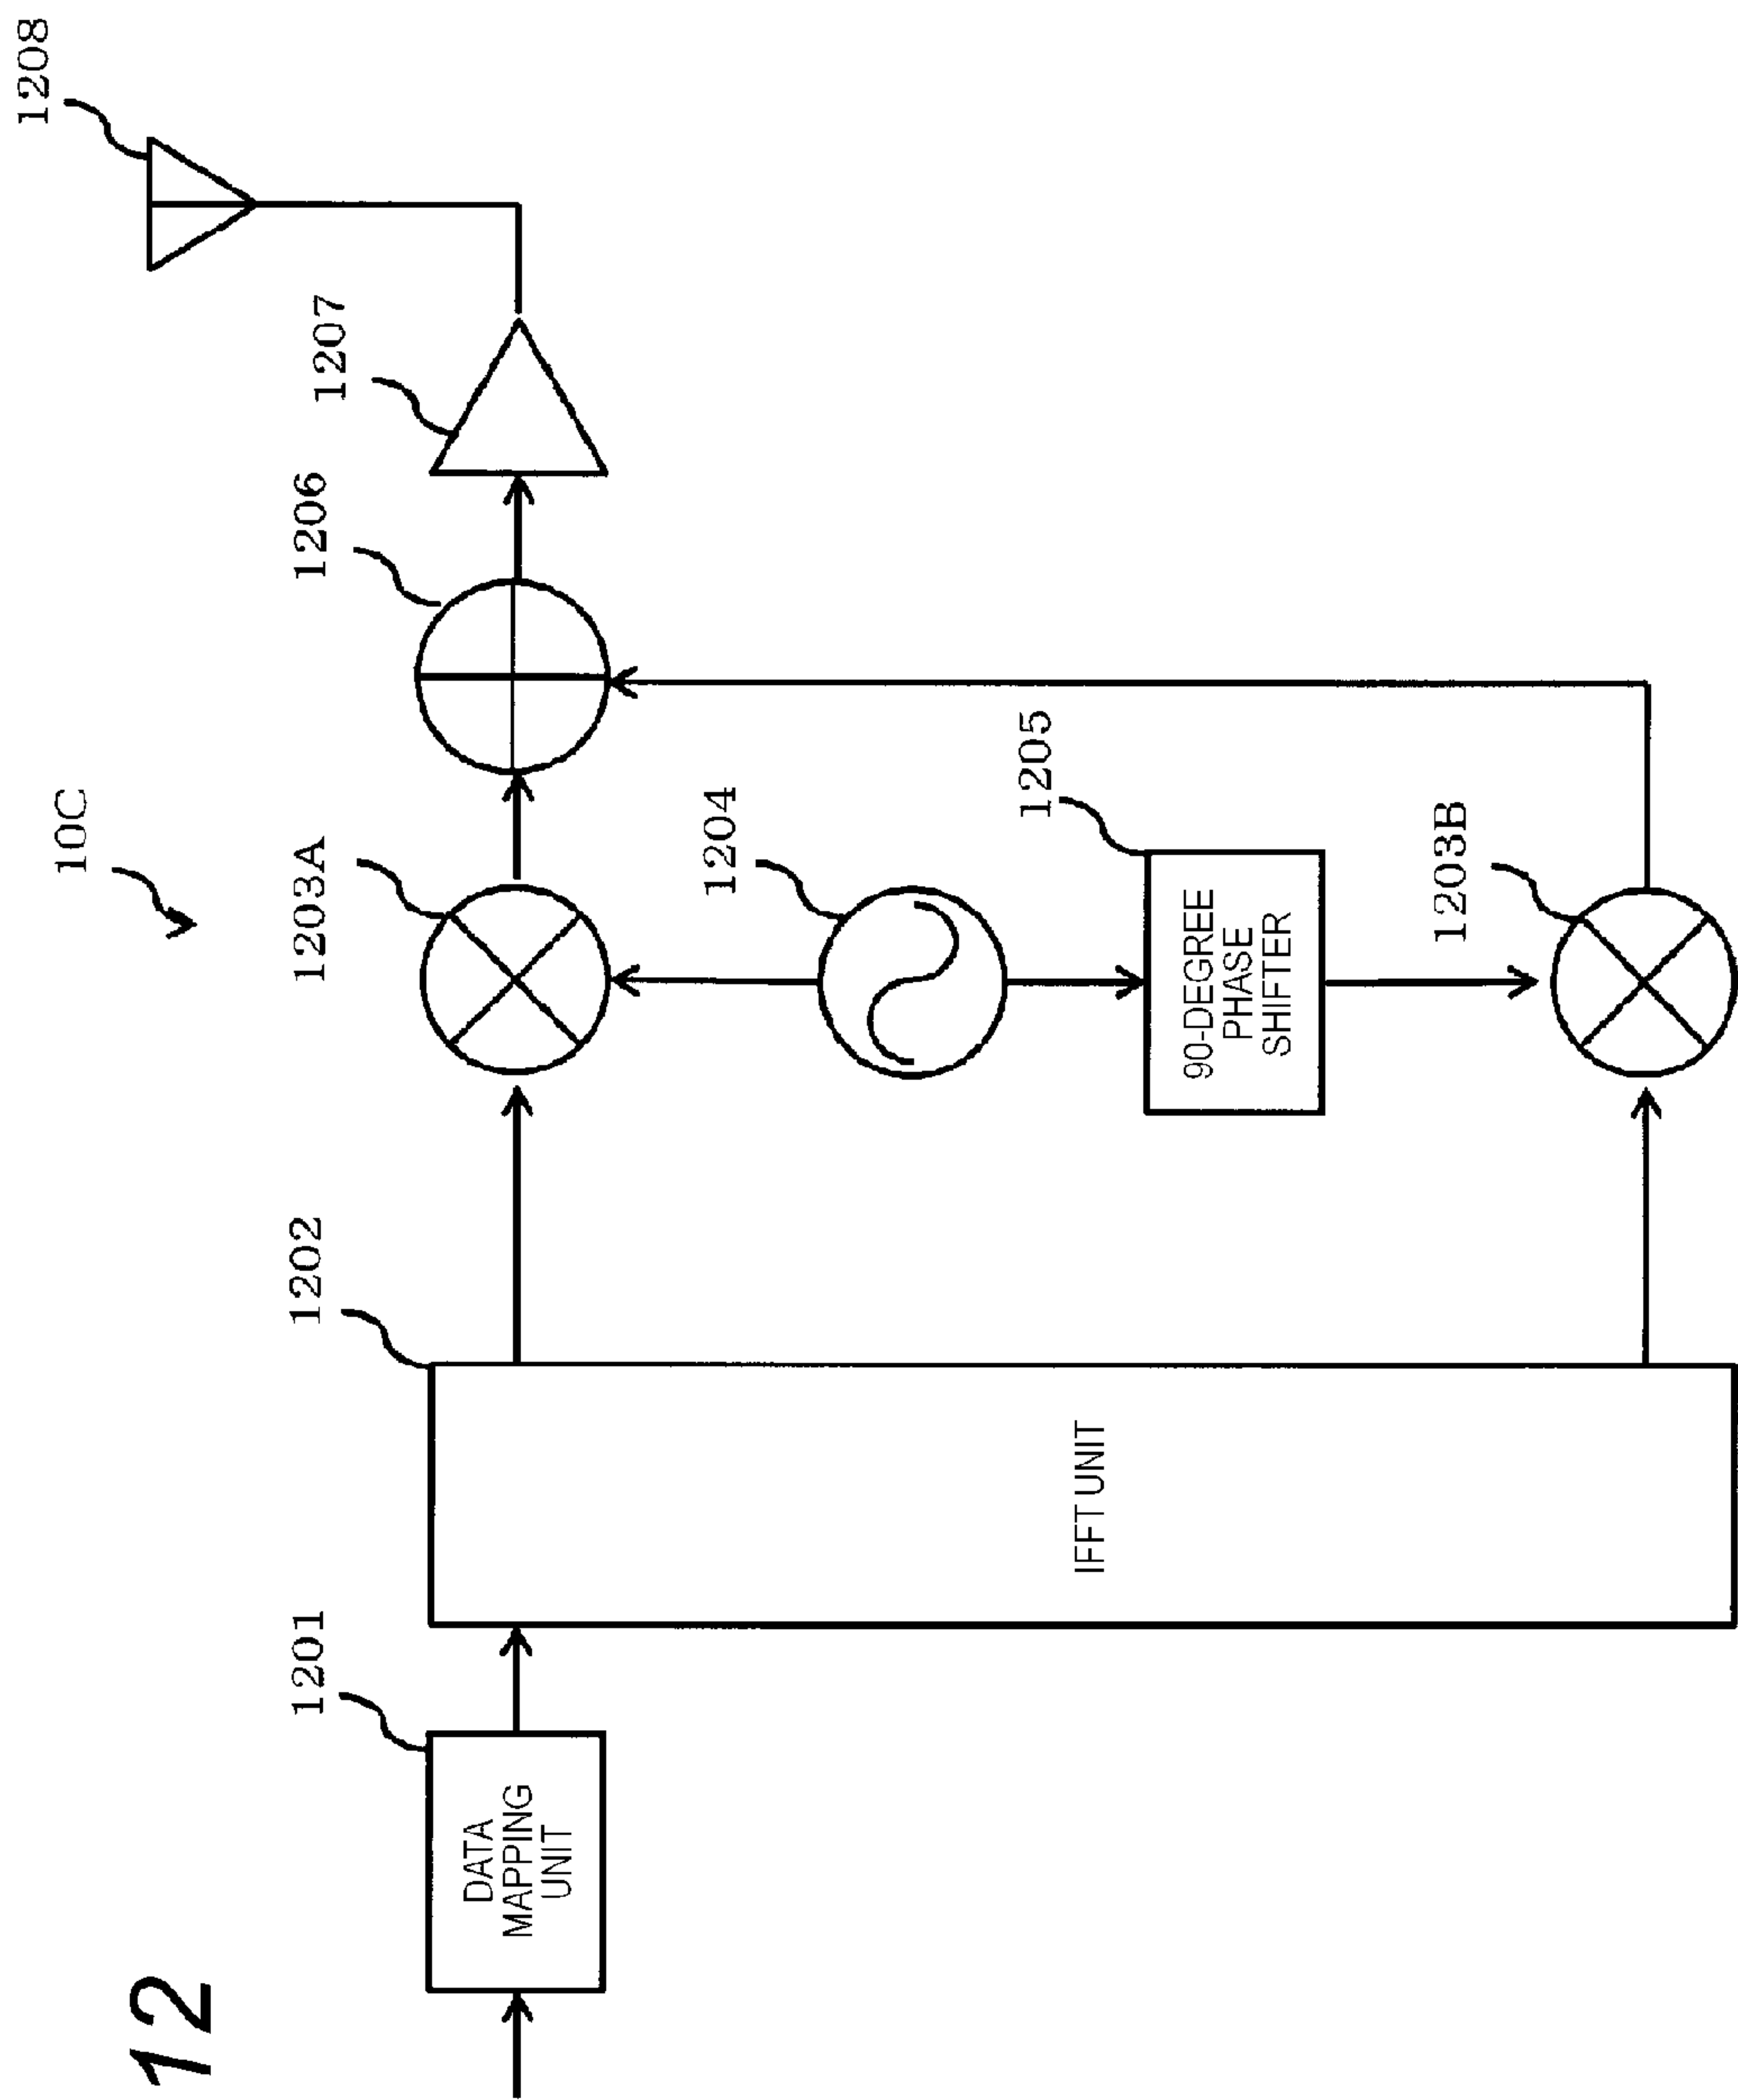 12
10C
1208
1207
1206
1203A
1204
1205
90-DEGREE
PHASE
SHIFTER
1203B
1202
IFFT UNIT
1201
DATA
MAPPING
UNIT